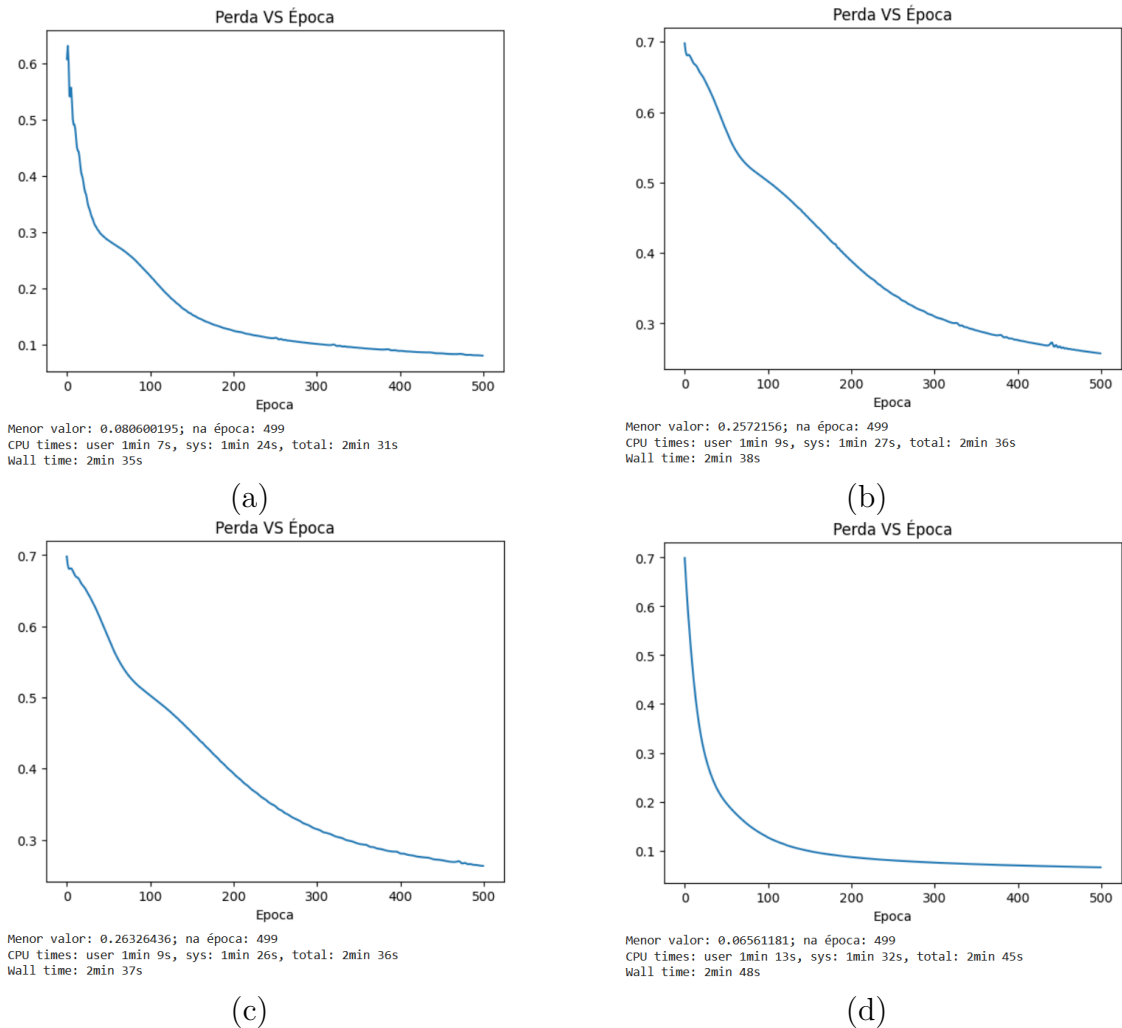 Perda VS Época
0.6
0.5
0.4
0.3
0.2
0.1
0 100 200 300 400 500
Epoca
Menor valor: 0.080600195; na época: 499
CPU times: user 1min 7s, sys: 1min 24s, total: 2min 31s
Wall time: 2min 35s
(a)
Perda VS Época
0.7
0.6
0.5
0.4
0.3
0 100 200 300 400 500
Epoca
Menor valor: 0.2572156; na época: 499
CPU times: user 1min 9s, sys: 1min 27s, total: 2min 36s
Wall time: 2min 38s
(b)
Perda VS Época
0.7
0.6
0.5
0.4
0.3
0 100 200 300 400 500
Epoca
Menor valor: 0.26326436; na época: 499
CPU times: user 1min 9s, sys: 1min 26s, total: 2min 36s
Wall time: 2min 37s
(c)
Perda VS Época
0.7
0.6
0.5
0.4
0.3
0.2
0.1
0 100 200 300 400 500
Epoca
Menor valor: 0.06561181; na época: 499
CPU times: user 1min 13s, sys: 1min 32s, total: 2min 45s
Wall time: 2min 48s
(d)